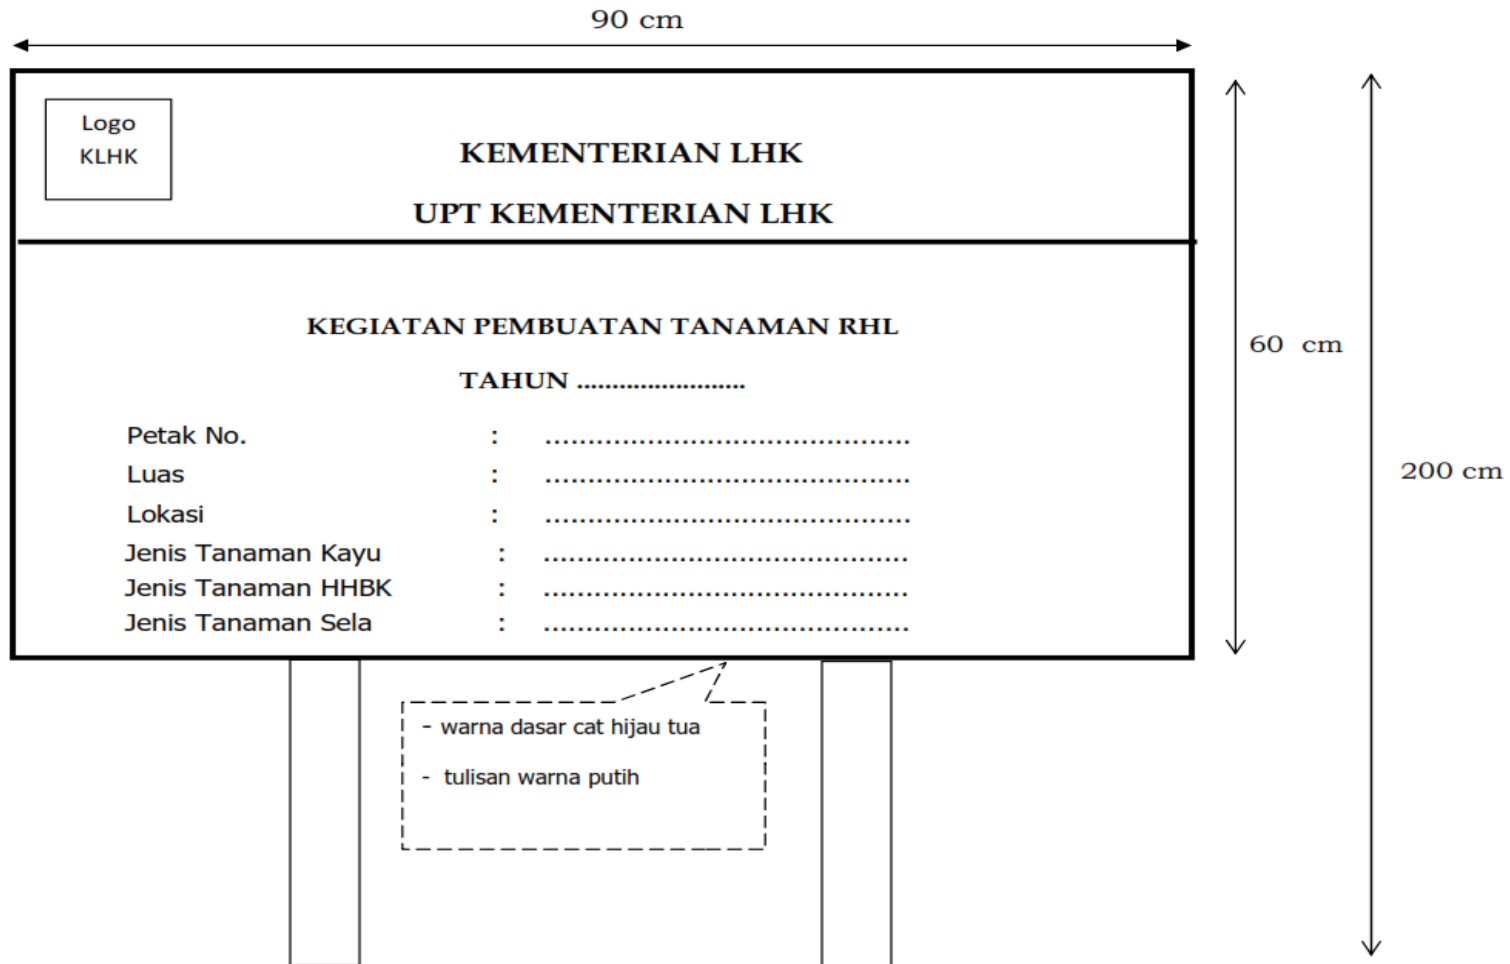 90 cm
Logo
KLHK
KEMENTERIAN LHK
UPT KEMENTERIAN LHK
KEGIATAN PEMBUATAN TANAMAN RHL
TAHUN ........................
60 cm
200 cm
Petak No. : ...........................................
Luas : ...........................................
Lokasi : ...........................................
Jenis Tanaman Kayu : ...........................................
Jenis Tanaman HHBK : ...........................................
Jenis Tanaman Sela : ...........................................
- warna dasar cat hijau tua
- tulisan warna putih